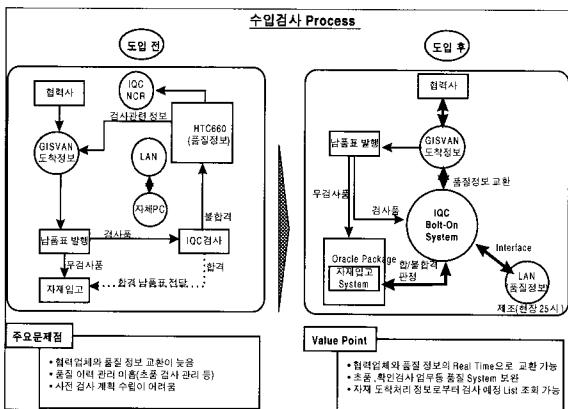 수입검사 Process
도입 전
협력사
IQC
NCR
검사관련 정보
HTC660
(품질정보)
GISVAN
도착정보
LAN
자체PC
불합격
납품표 발행
검사품
IQC검사
무검사품
합격
합격 납품표 전달
자재입고
주요문제점
• 협력업체와 품질 정보 교환이 늦음
• 품질 이력 관리 미흡(초품 검사 관리 등)
• 사전 검사 계획 수립이 어려움
도입 후
협력사
납품표 발행
GISVAN
도착정보
품질정보 교환
무검사품
검사품
IQC
Bolt-On
System
Oracle Package
자재입고
System
합/불합격
판정
Interface
LAN
(품질정보)
제조(현장 25시)
Value Point
• 협력업체와 품질 정보의 Real Time으로 교환 가능
• 초품,확인검사 업무등 품질 System 보완
• 자재 도착처리 정보로부터 검사 예정 List 조회 가능